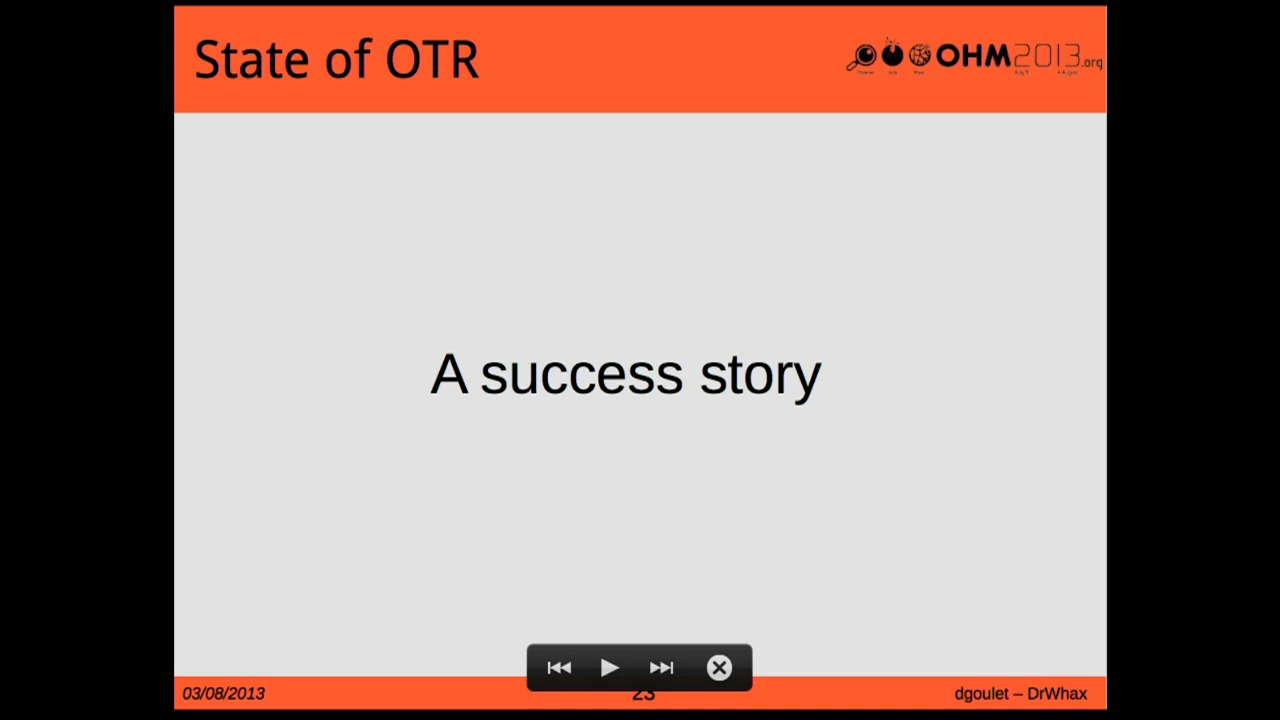 State of OTR
OHM2013.org
A success story
03/08/2013
23
dgoulet – DrWhax